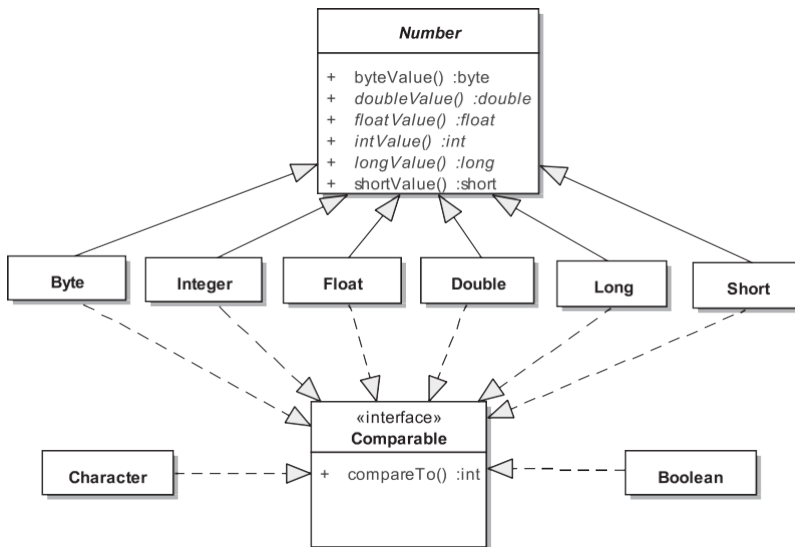 Number
+ byteValue() :byte
+ doubleValue() :double
+ floatValue() :float
+ intValue() :int
+ longValue() :long
+ shortValue() :short
Byte
Integer
Float
Double
Long
Short
«interface»
Comparable
+ compareTo() :int
Character
Boolean